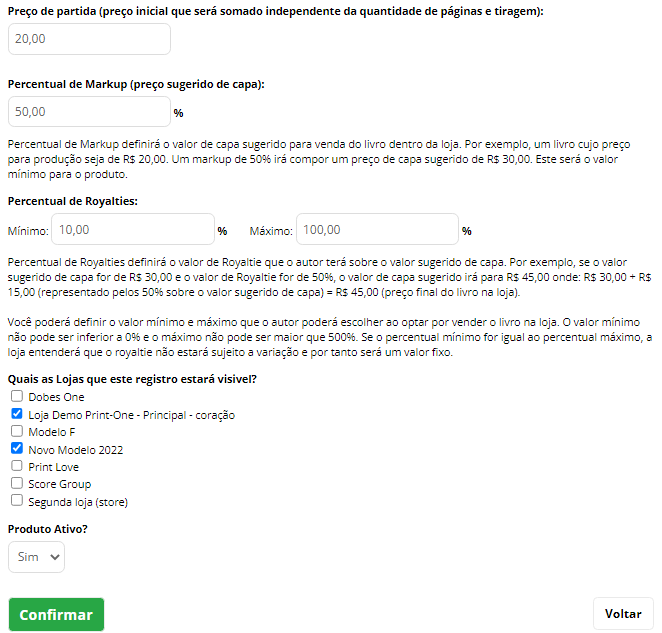 Preço de partida (preço inicial que será somado independente da quantidade de páginas e tiragem):
20,00
Percentual de Markup (preço sugerido de capa):
50,00 %
Percentual de Markup definirá o valor de capa sugerido para venda do livro dentro da loja. Por exemplo, um livro cujo preço
para produção seja de R$ 20,00. Um markup de 50% irá compor um preço de capa sugerido de R$ 30,00. Este será o valor
mínimo para o produto.
Percentual de Royalties:
Mínimo: 10,00 % Máximo: 100,00 %
Percentual de Royalties definirá o valor de Royaltie que o autor terá sobre o valor sugerido de capa. Por exemplo, se o valor
sugerido de capa for de R$ 30,00 e o valor de Royaltie for de 50%, o valor de capa sugerido irá para R$ 45,00 onde: R$ 30,00 + R$
15,00 (representado pelos 50% sobre o valor sugerido de capa) = R$ 45,00 (preço final do livro na loja).
Você poderá definir o valor mínimo e máximo que o autor poderá escolher ao optar por vender o livro na loja. O valor mínimo
não pode ser inferior a 0% e o máximo não pode ser maior que 500%. Se o percentual mínimo for igual ao percentual máximo, a
loja entenderá que o royaltie não estará sujeito a variação e por tanto será um valor fixo.
Quais as Lojas que este registro estará visivel?
Dobes One
Loja Demo Print-One - Principal - coração
Modelo F
Novo Modelo 2022
Print Love
Score Group
Segunda loja (store)
Produto Ativo?
Sim
Confirmar Voltar